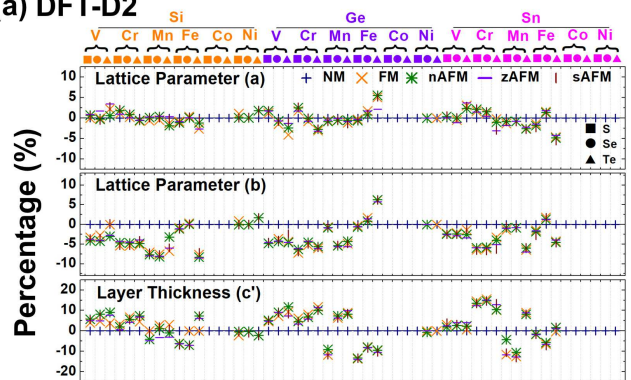 (a) DFT-D2
Si Ge Sn
V Cr Mn Fe Co Ni V Cr Mn Fe Co Ni V Cr Mn Fe Co Ni
Lattice Parameter (a) NM FM nAFM zAFM sAFM
10
5
0
-5
-10
S
Se
Te
Lattice Parameter (b)
10
5
0
-5
-10
Layer Thickness (c')
20
10
0
-10
-20
Percentage (%)